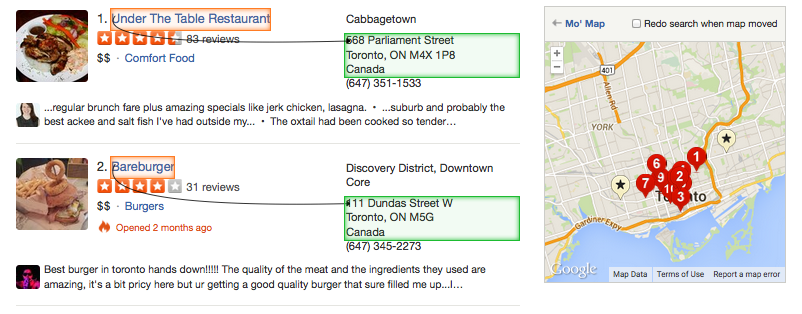 1. Under The Table Restaurant
83 reviews
$$ · Comfort Food
Cabbagetown
568 Parliament Street
Toronto, ON M4X 1P8
Canada
(647) 351-1533
...regular brunch fare plus amazing specials like jerk chicken, lasagna. • ...suburb and probably the
best ackee and salt fish I've had outside my... • The oxtail had been cooked so tender…
2. Bareburger
31 reviews
$$ · Burgers
Opened 2 months ago
Discovery District, Downtown
Core
111 Dundas Street W
Toronto, ON M5G
Canada
(647) 345-2273
Best burger in toronto hands down!!!!! The quality of the meat and the ingredients they used are
amazing, it's a bit pricy here but ur getting a good quality burger that sure filled me up...I…
← Mo' Map
Redo search when map moved
+
−
401
Allen Rd
YORK
1
6
2
9
7
10
3
Toronto
Gardiner Expy
Google
Map Data
Terms of Use
Report a map error